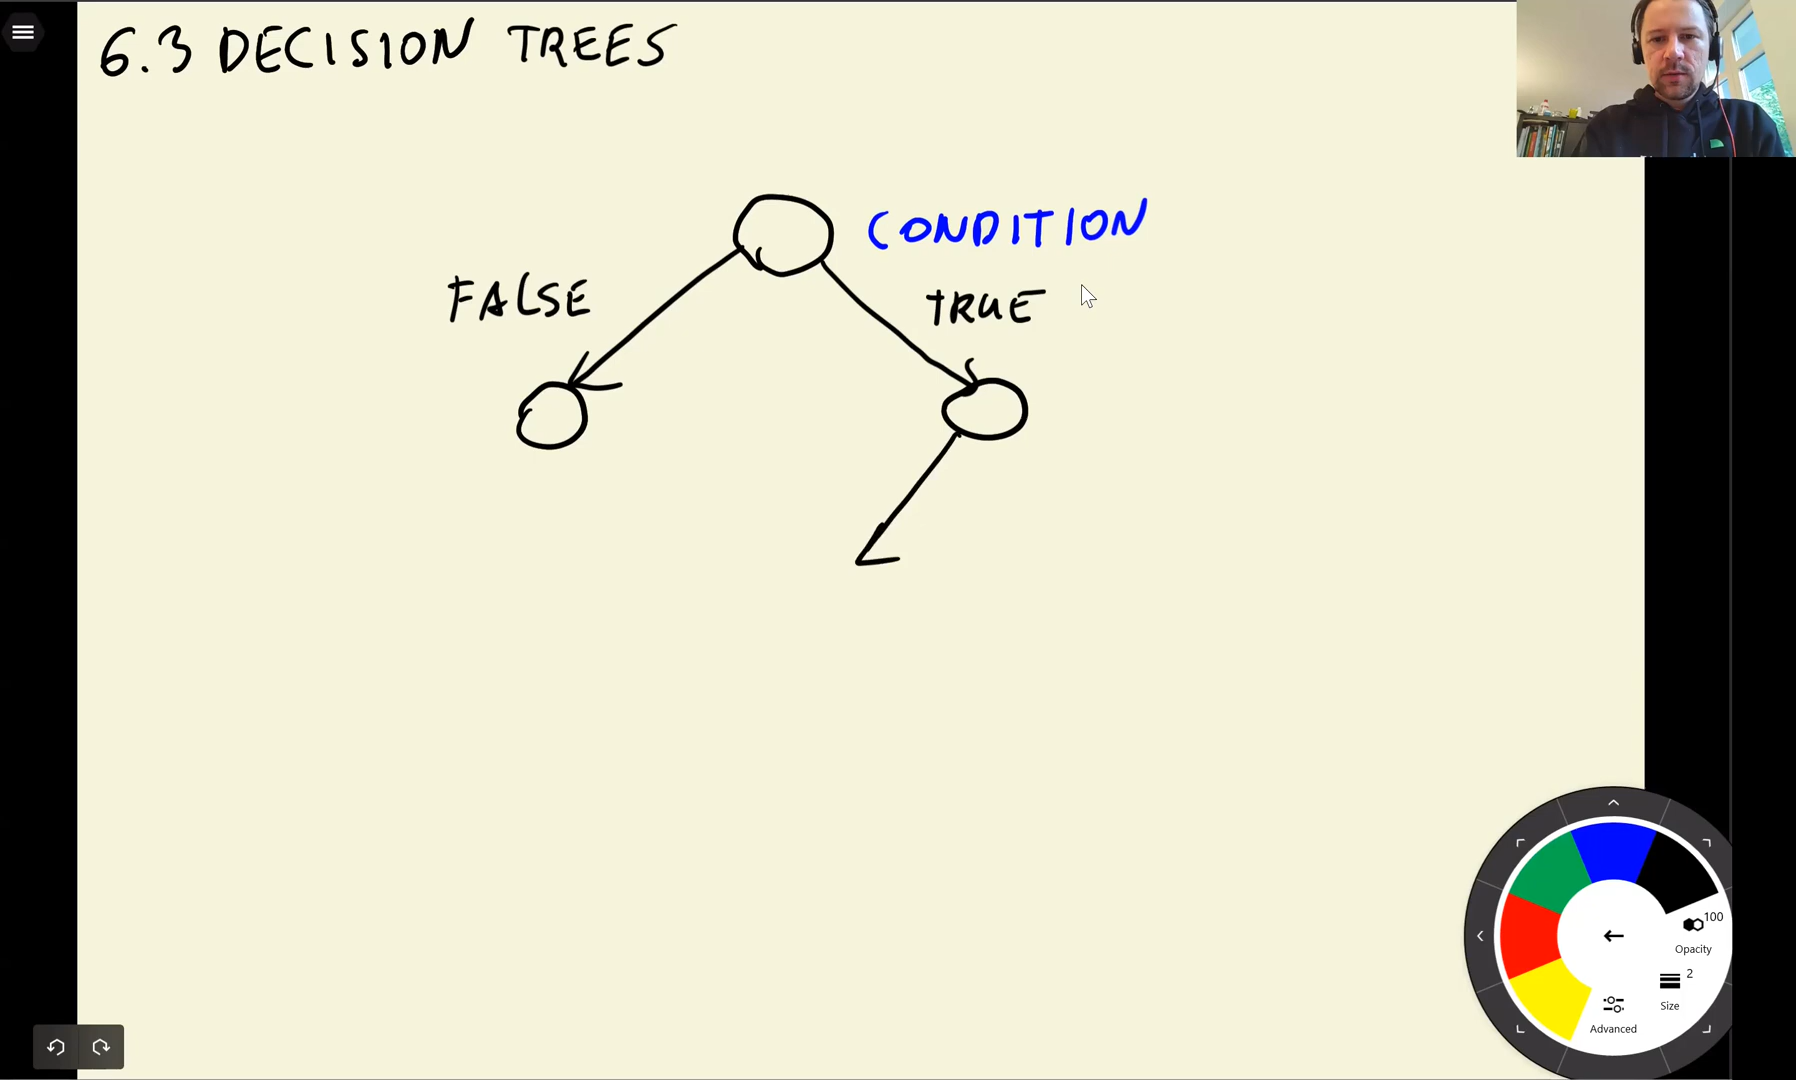 6.3 DECISION TREES
CONDITION
FALSE
TRUE
100
Opacity
2
Size
Advanced